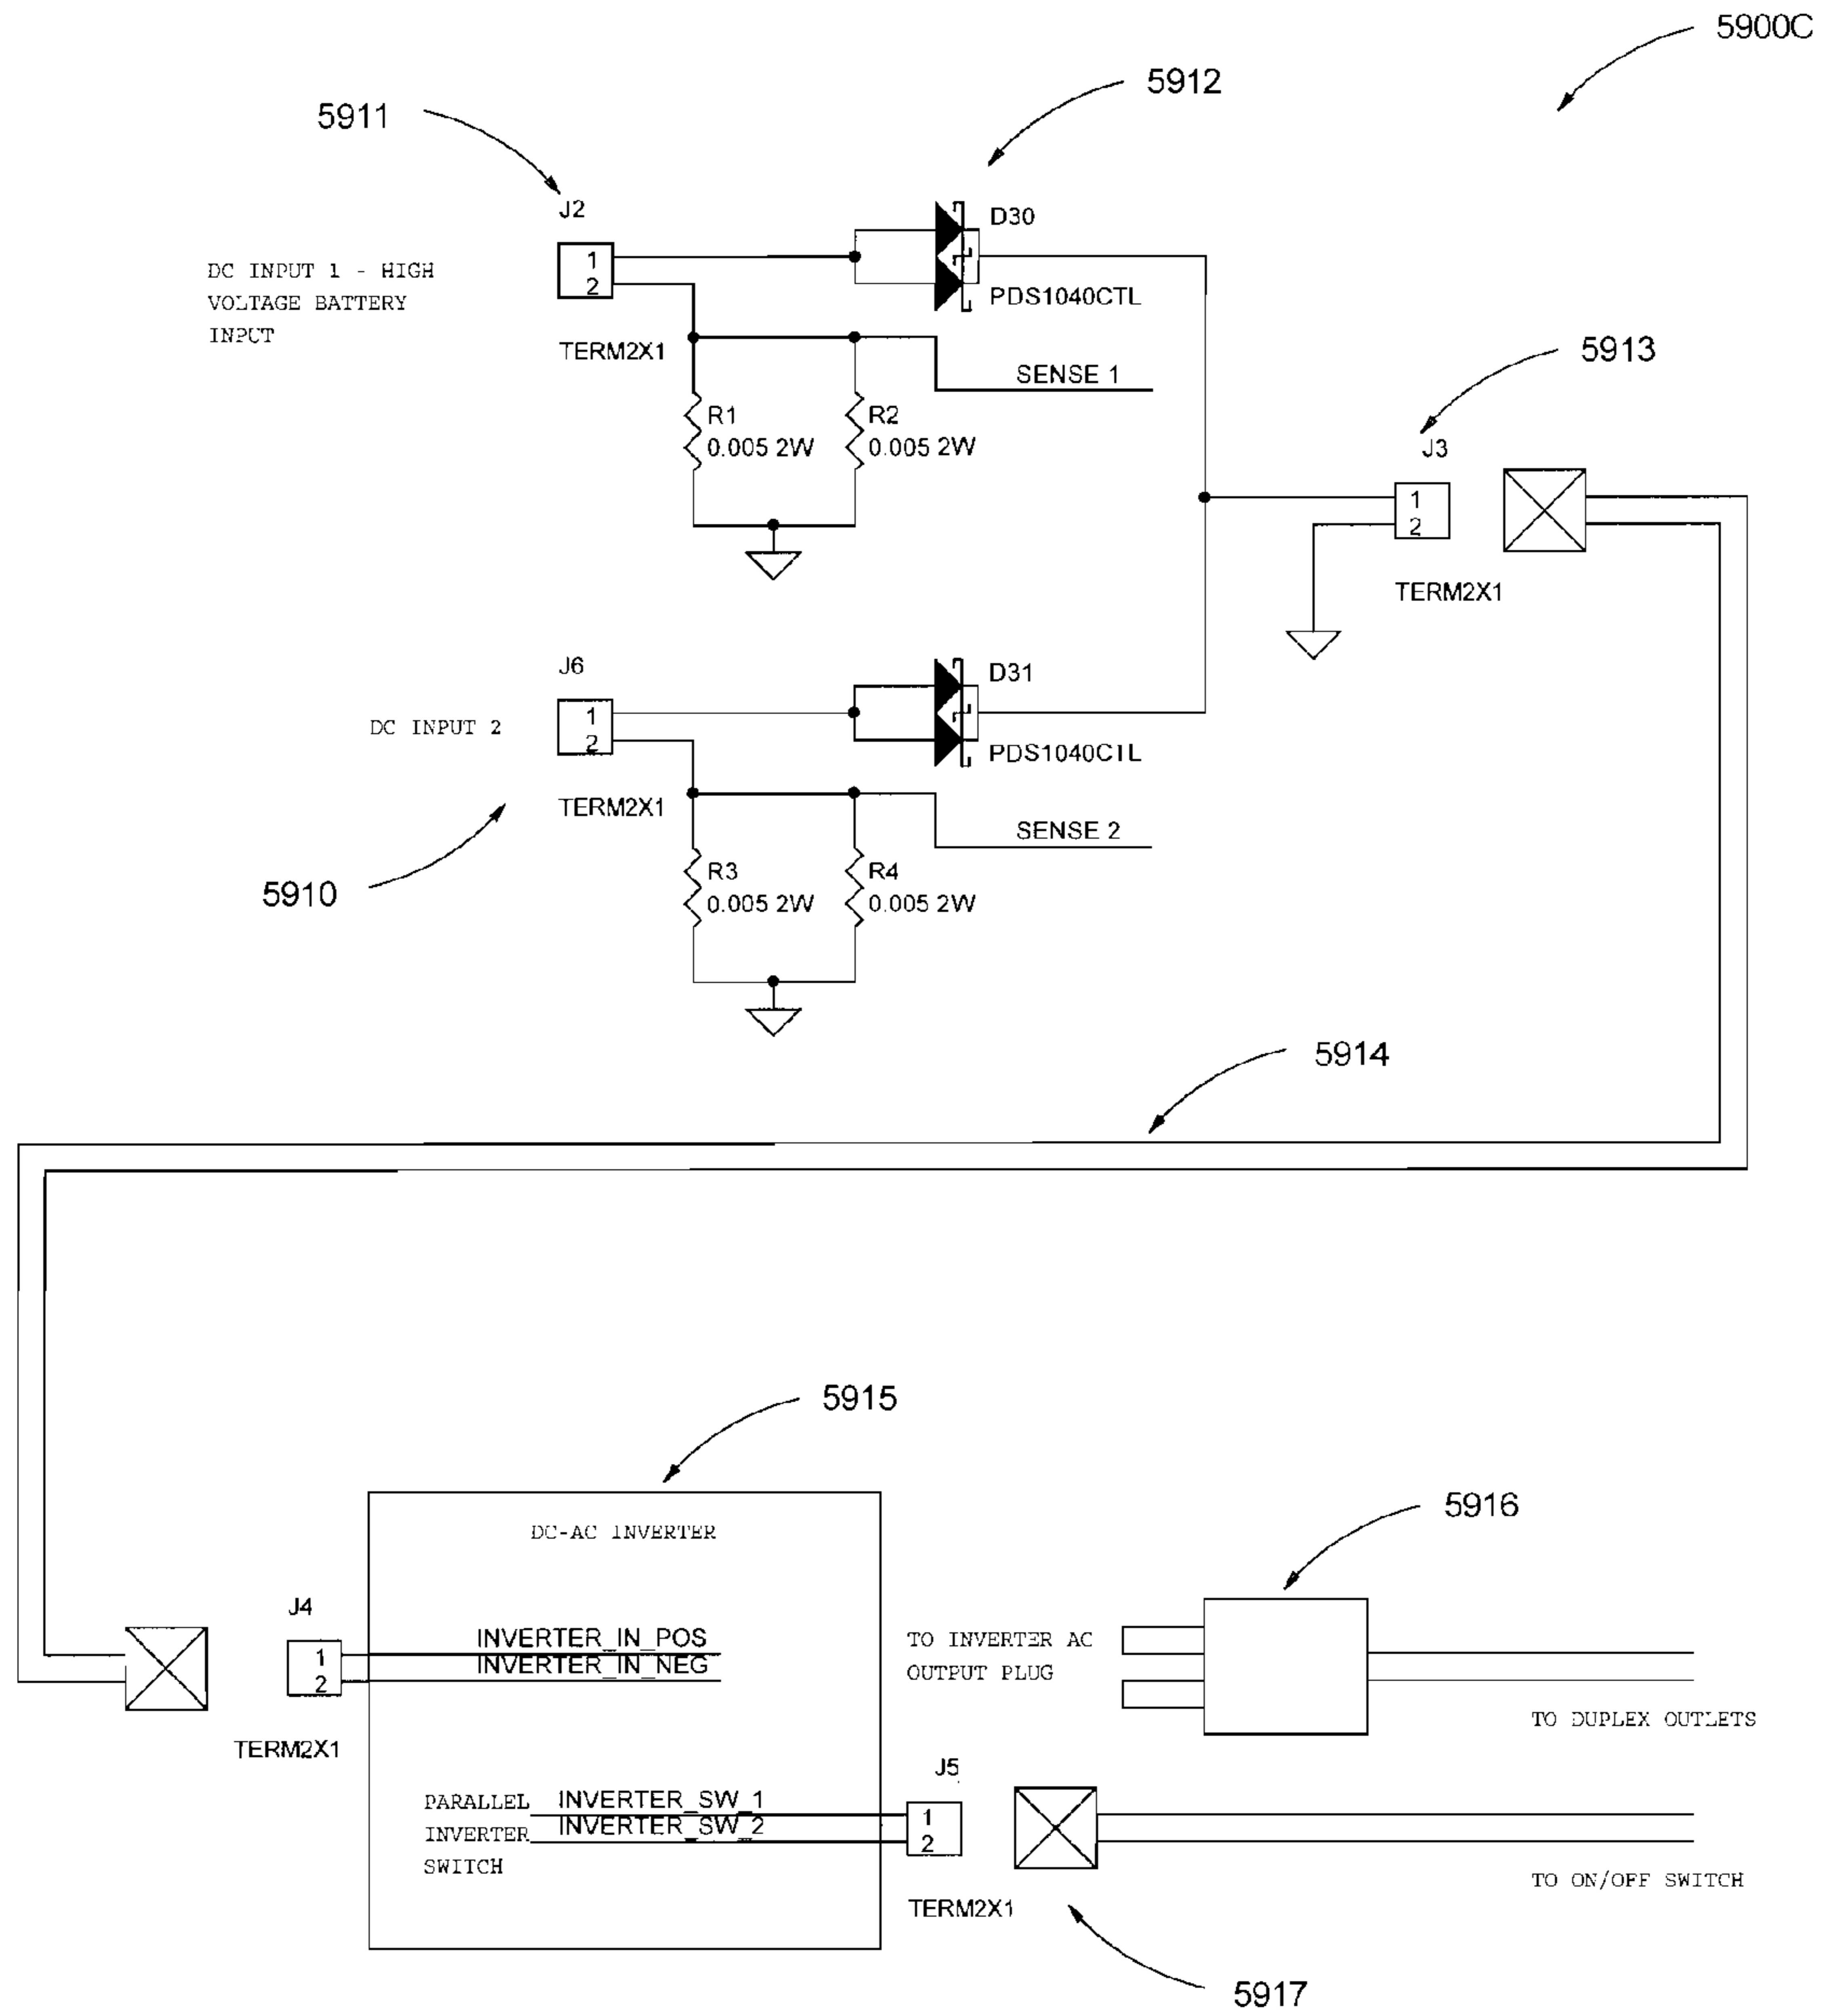 5900C
5912
5911
J2
D30
DC INPUT 1 - HIGH
VOLTAGE BATTERY
INPUT
1
2
PDS1040CTL
TERM2X1
5913
SENSE 1
R1
0.005 2W
R2
0.005 2W
J3
1
2
TERM2X1
J6
D31
DC INPUT 2
1
2
PDS1040CTL
TERM2X1
SENSE 2
5910
R3
0.005 2W
R4
0.005 2W
5914
5915
5916
DC-AC INVERTER
J4
1
2
TERM2X1
INVERTER_IN_POS
INVERTER_IN_NEG
TO INVERTER AC
OUTPUT PLUG
TO DUPLEX OUTLETS
J5
PARALLEL
INVERTER
SWITCH
INVERTER_SW_1
INVERTER_SW_2
1
2
TERM2X1
TO ON/OFF SWITCH
5917